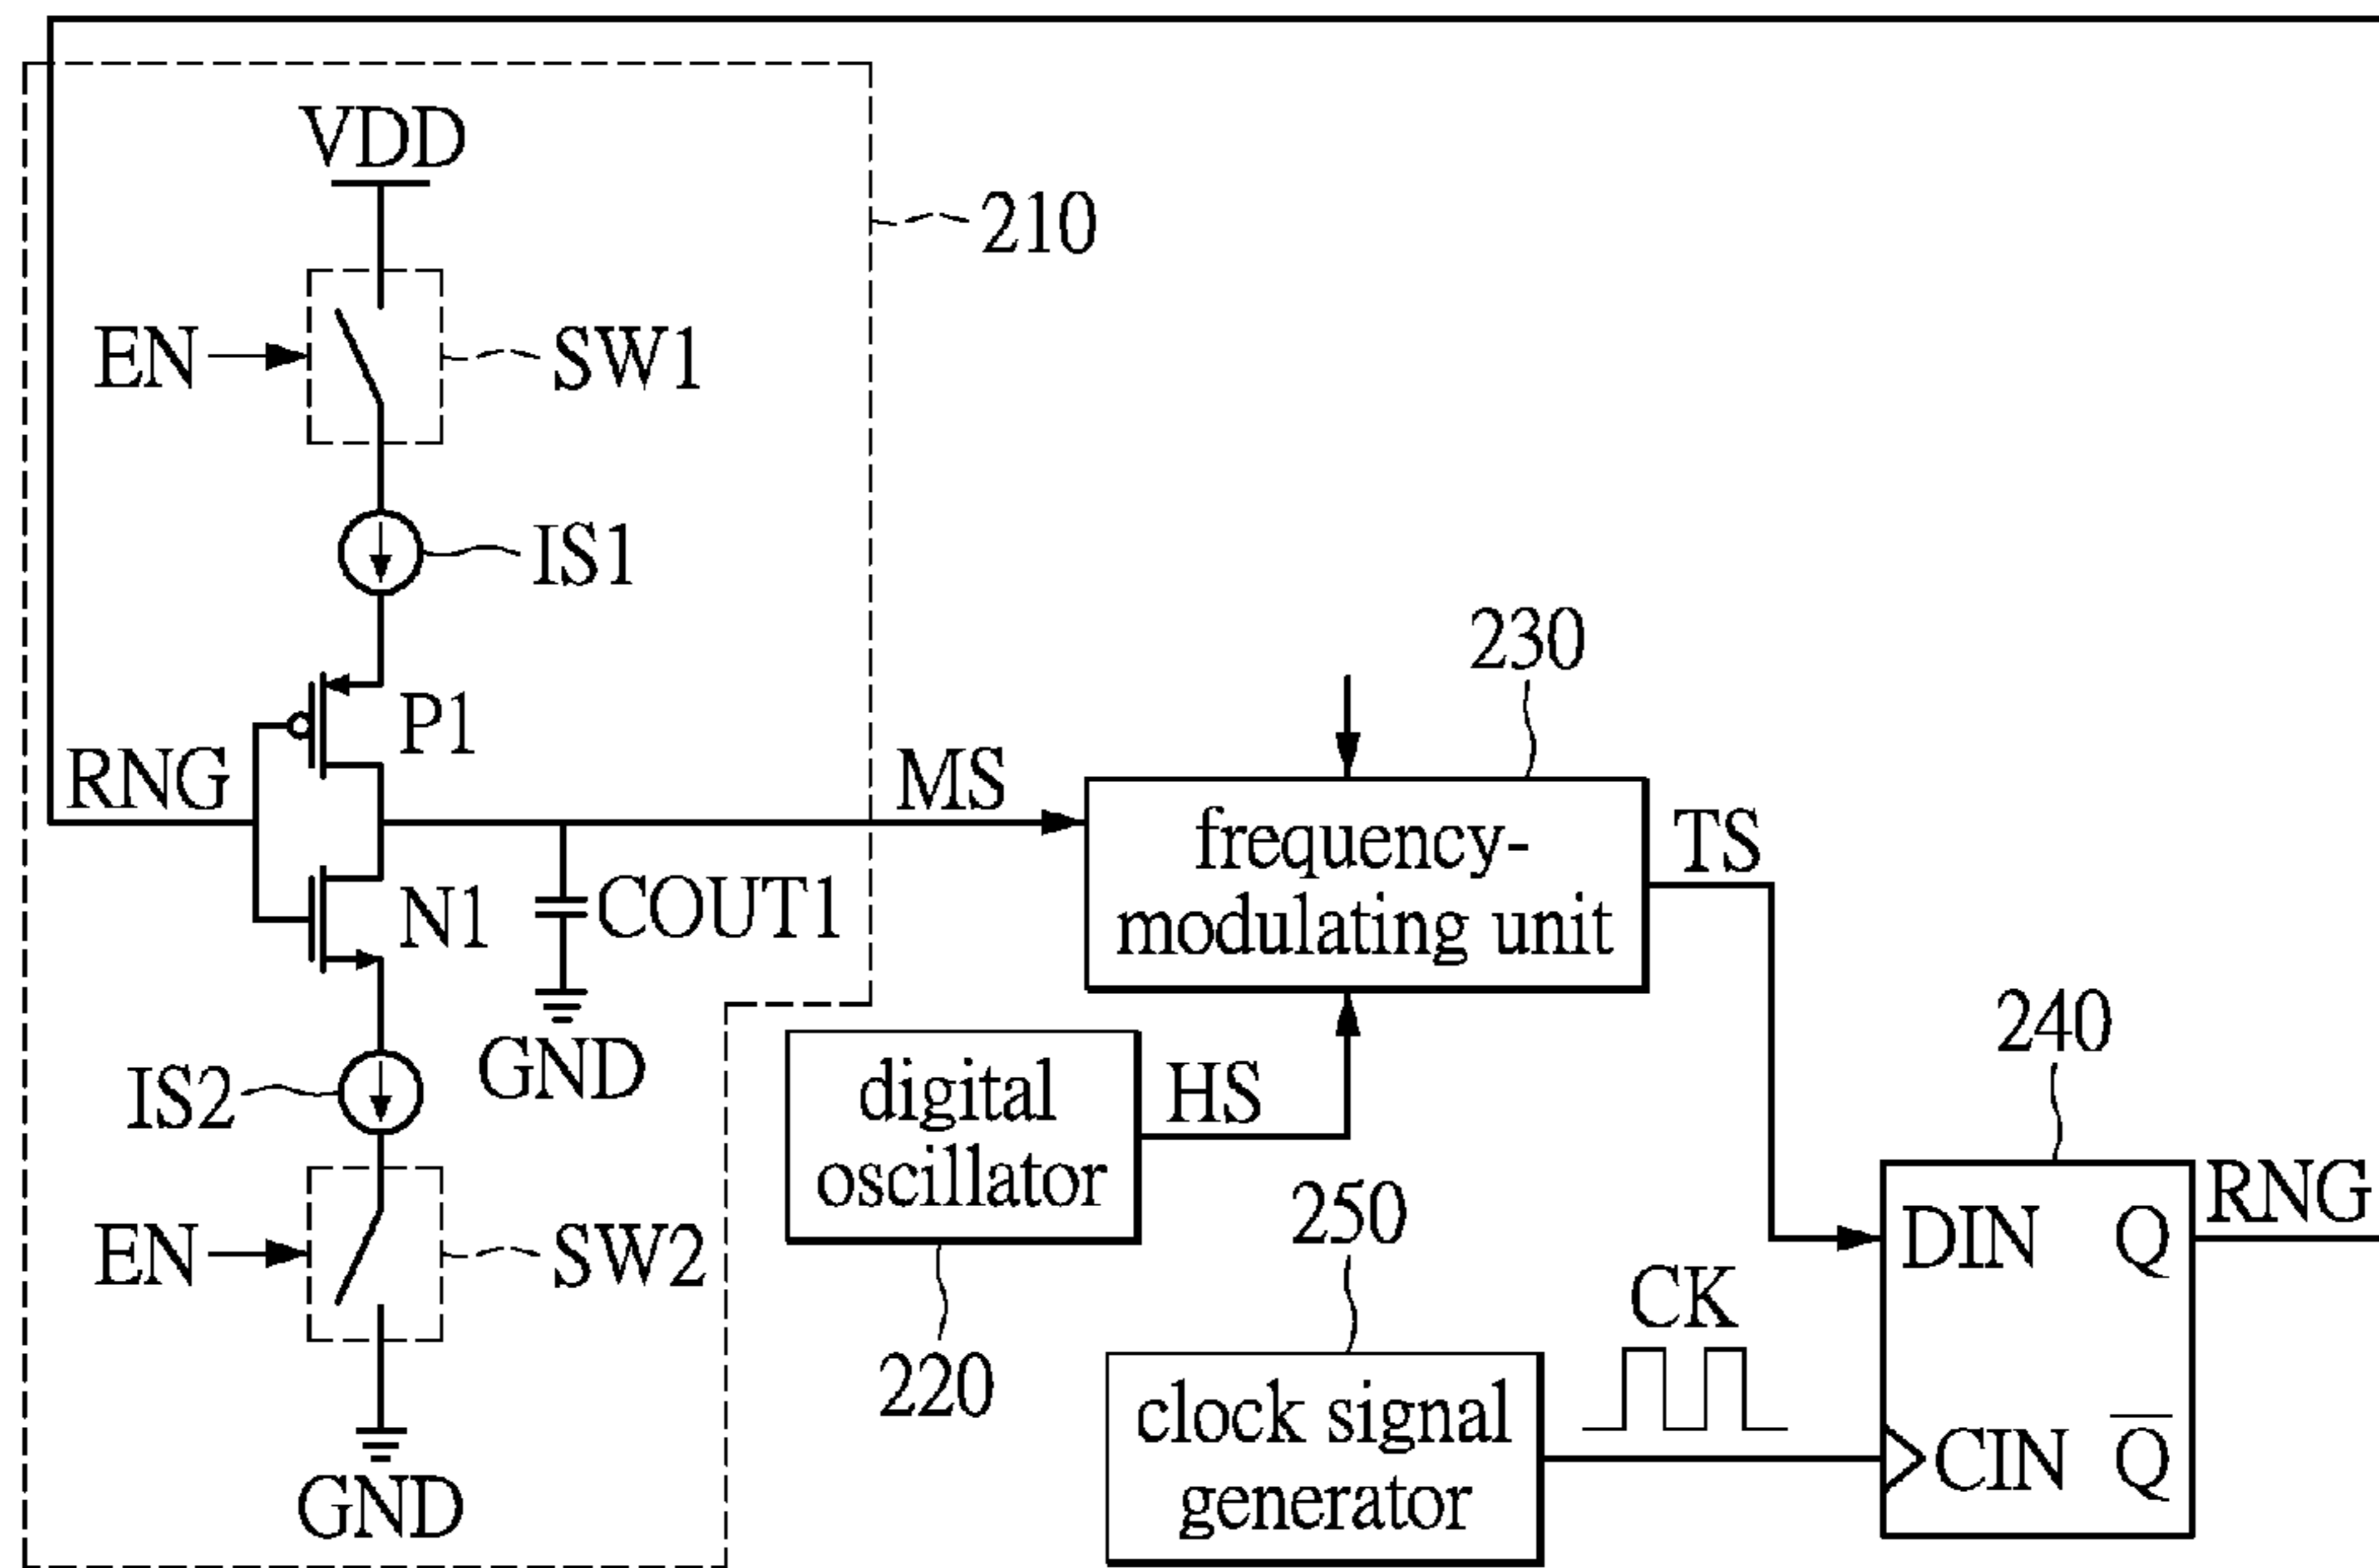 VDD
210
EN
SW1
IS1
P1
RNG
MS
230
frequency-
modulating unit
TS
N1
COUT1
GND
IS2
digital
oscillator
HS
220
240
EN
SW2
GND
250
clock signal
generator
CK
DIN Q
RNG
CIN Q̅